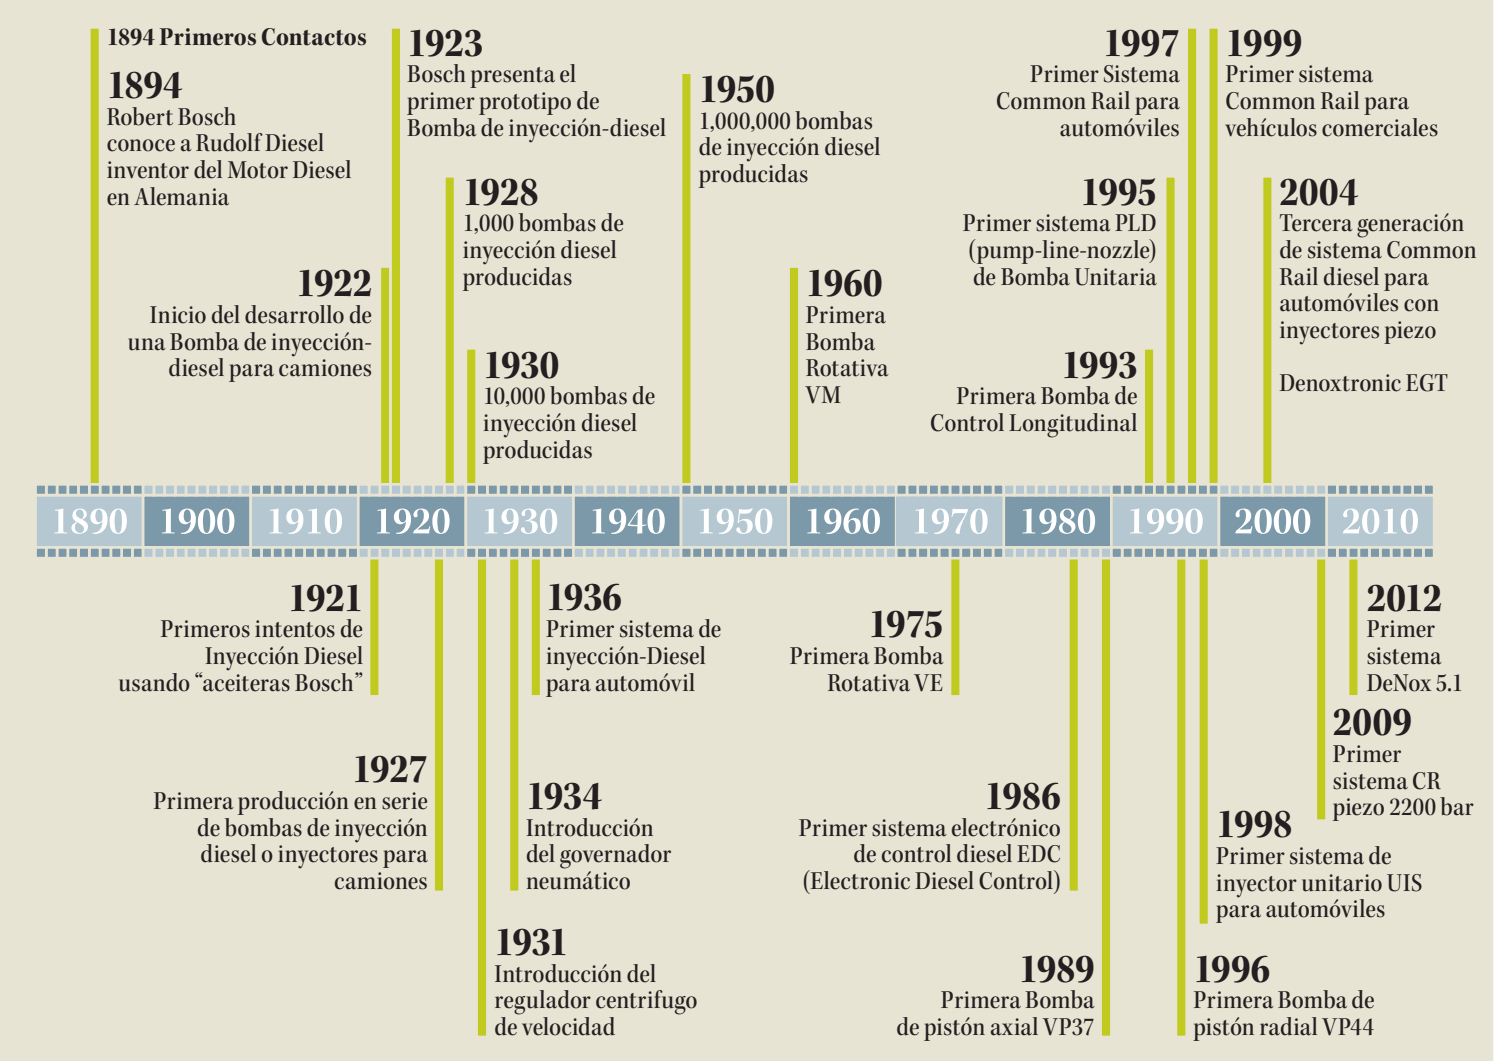 1894 Primeros Contactos
1894
Robert Bosch
conoce a Rudolf Diesel
inventor del Motor Diesel
en Alemania
1922
Inicio del desarrollo de
una Bomba de inyección-
diesel para camiones
1923
Bosch presenta el
primer prototipo de
Bomba de inyección-diesel
1928
1,000 bombas de
inyección diesel
producidas
1930
10,000 bombas de
inyección diesel
producidas
1950
1,000,000 bombas
de inyección diesel
producidas
1960
Primera
Bomba
Rotativa
VM
1997
Primer Sistema
Common Rail para
automóviles
1995
Primer sistema PLD
(pump-line-nozzle)
de Bomba Unitaria
1993
Primera Bomba de
Control Longitudinal
1999
Primer sistema
Common Rail para
vehículos comerciales
2004
Tercera generación
de sistema Common
Rail diesel para
automóviles con
inyectores piezo
Denoxtronic EGT
1890 1900 1910 1920 1930 1940 1950 1960 1970 1980 1990 2000 2010
1921
Primeros intentos de
Inyección Diesel
usando “aceiteras Bosch”
1927
Primera producción en serie
de bombas de inyección
diesel o inyectores para
camiones
1936
Primer sistema de
inyección-Diesel
para automóvil
1934
Introducción
del governador
neumático
1931
Introducción del
regulador centrifugo
de velocidad
1975
Primera Bomba
Rotativa VE
1986
Primer sistema electrónico
de control diesel EDC
(Electronic Diesel Control)
1989
Primera Bomba
de pistón axial VP37
2012
Primer
sistema
DeNox 5.1
2009
Primer
sistema CR
piezo 2200 bar
1998
Primer sistema de
inyector unitario UIS
para automóviles
1996
Primera Bomba de
pistón radial VP44